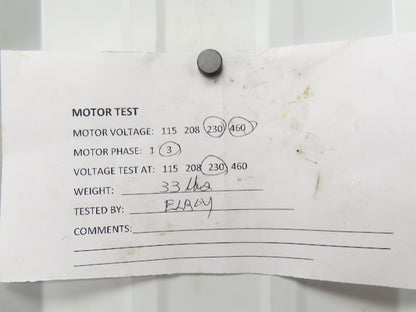 MOTOR TEST
MOTOR VOLTAGE: 115 208 230 460
MOTOR PHASE: 1 3
VOLTAGE TEST AT: 115 208 230 460
WEIGHT: 33 lbs
TESTED BY: ELROY
COMMENTS: